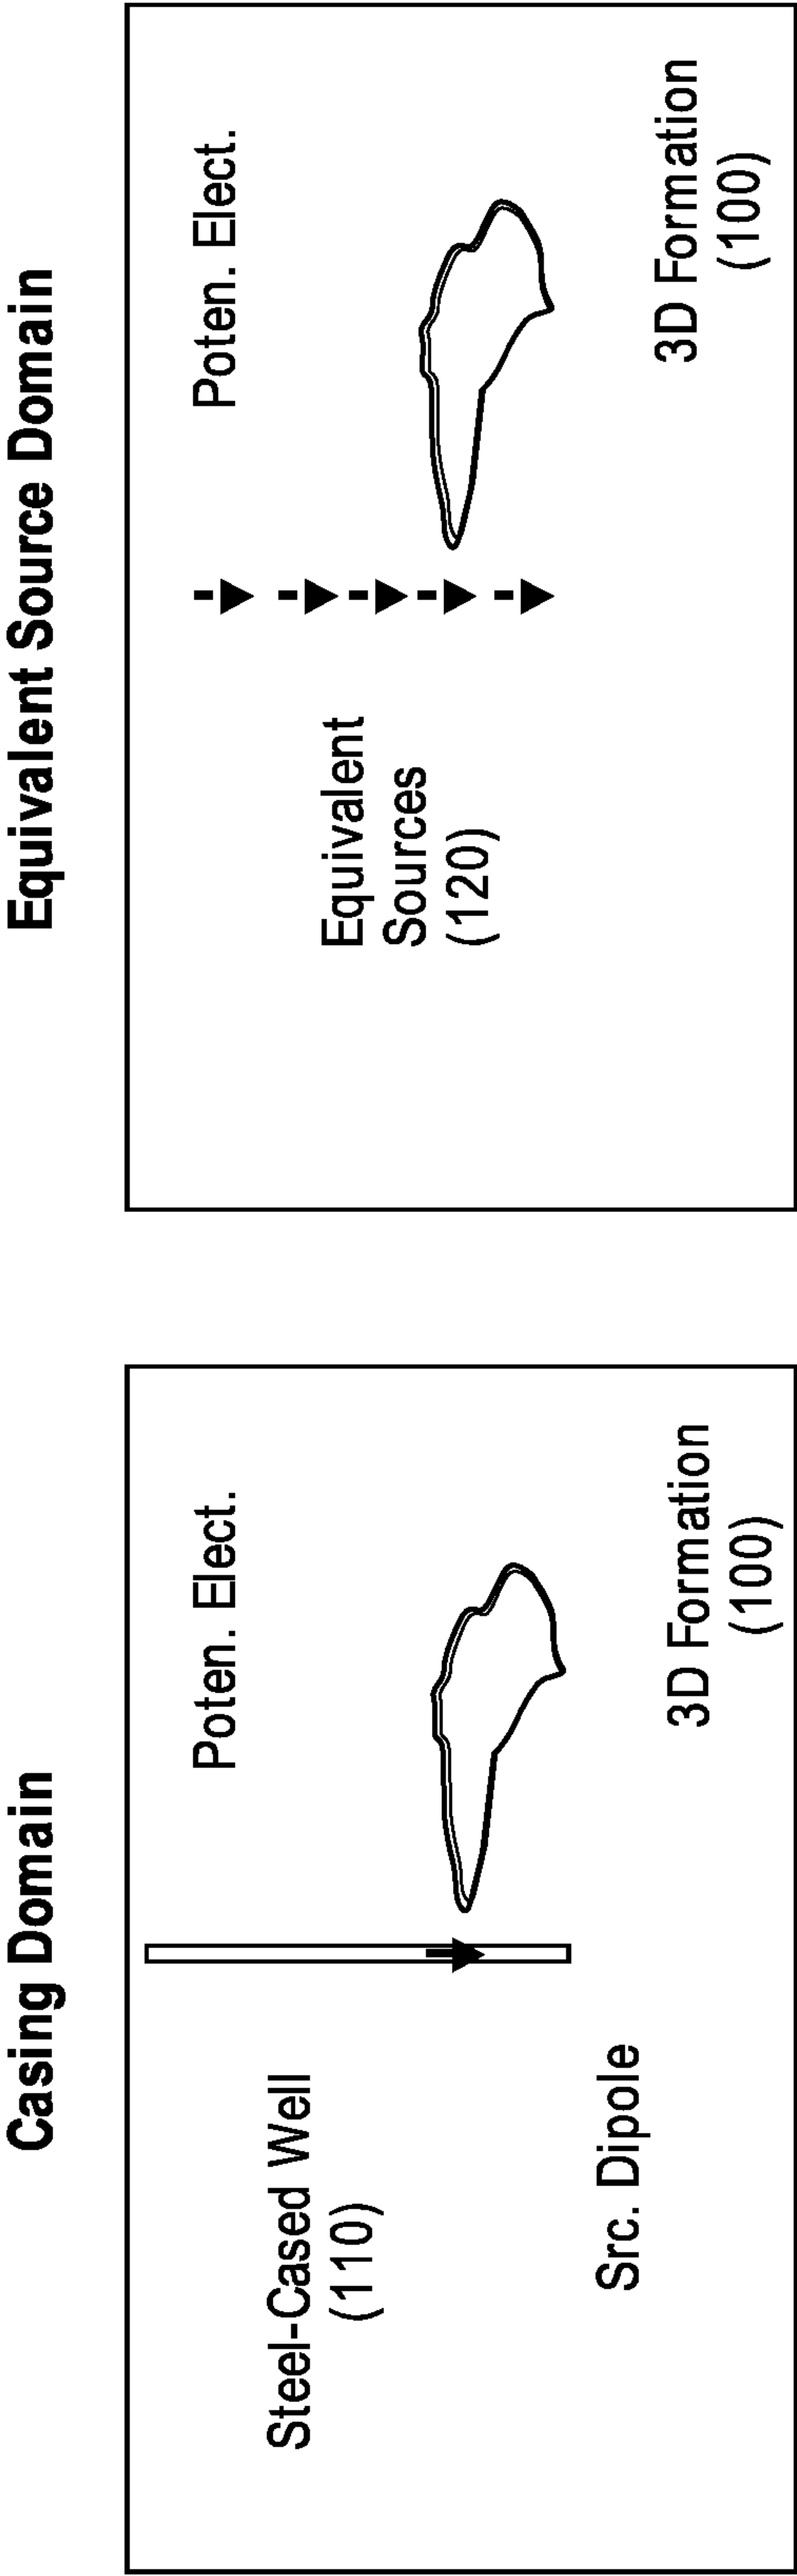 Casing Domain
Poten. Elect.
Steel-Cased Well
(110)
Src. Dipole
3D Formation
(100)
Equivalent Source Domain
Poten. Elect.
Equivalent
Sources
(120)
3D Formation
(100)